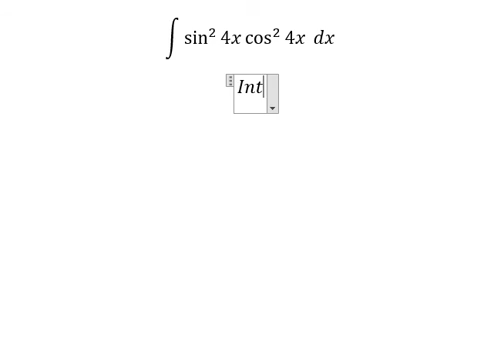 ∫ sin² 4x cos² 4x dx
Int